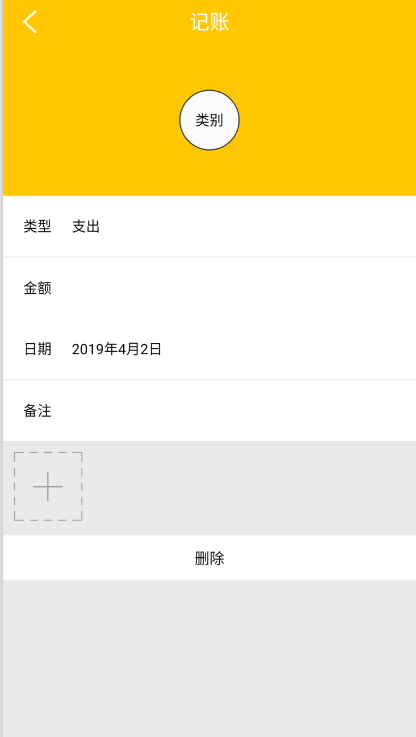 记账
类别
类型 支出
金额
日期 2019年4月2日
备注
删除